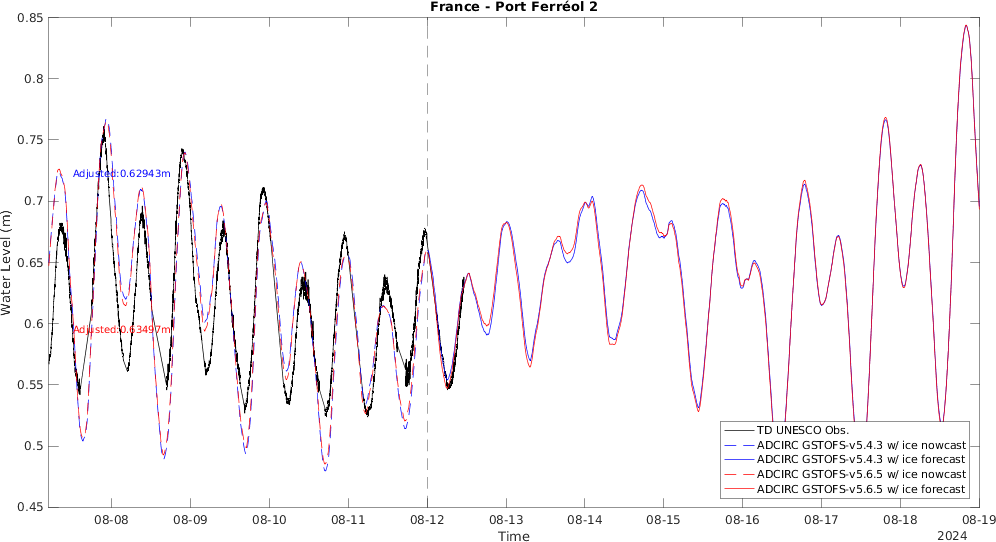 France - Port Ferréol 2
Water Level (m)
0.85
0.8
0.75
0.7
0.65
0.6
0.55
0.5
0.45
Adjusted:0.62943m
Adjusted:0.63497m
TD UNESCO Obs.
ADCIRC GSTOFS-v5.4.3 w/ ice nowcast
ADCIRC GSTOFS-v5.4.3 w/ ice forecast
ADCIRC GSTOFS-v5.6.5 w/ ice nowcast
ADCIRC GSTOFS-v5.6.5 w/ ice forecast
08-08 08-09 08-10 08-11 08-12 08-13 08-14 08-15 08-16 08-17 08-18 08-19
Time
2024